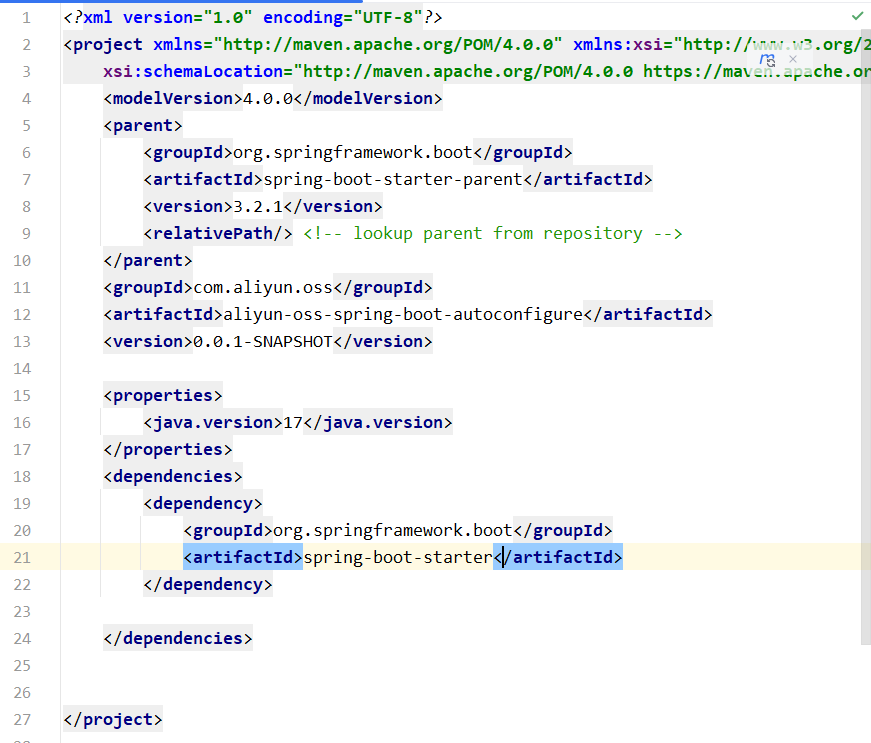 1 <?xml version="1.0" encoding="UTF-8"?>
2 <project xmlns="http://maven.apache.org/POM/4.0.0" xmlns:xsi="http://www.w3.org/2
3     xsi:schemaLocation="http://maven.apache.org/POM/4.0.0 https://maven.apache.or
4     <modelVersion>4.0.0</modelVersion>
5     <parent>
6         <groupId>org.springframework.boot</groupId>
7         <artifactId>spring-boot-starter-parent</artifactId>
8         <version>3.2.1</version>
9         <relativePath/> <!-- lookup parent from repository -->
10     </parent>
11     <groupId>com.aliyun.oss</groupId>
12     <artifactId>aliyun-oss-spring-boot-autoconfigure</artifactId>
13     <version>0.0.1-SNAPSHOT</version>
14
15     <properties>
16         <java.version>17</java.version>
17     </properties>
18     <dependencies>
19         <dependency>
20             <groupId>org.springframework.boot</groupId>
21             <artifactId>spring-boot-starter</artifactId>
22         </dependency>
23
24     </dependencies>
25
26
27 </project>